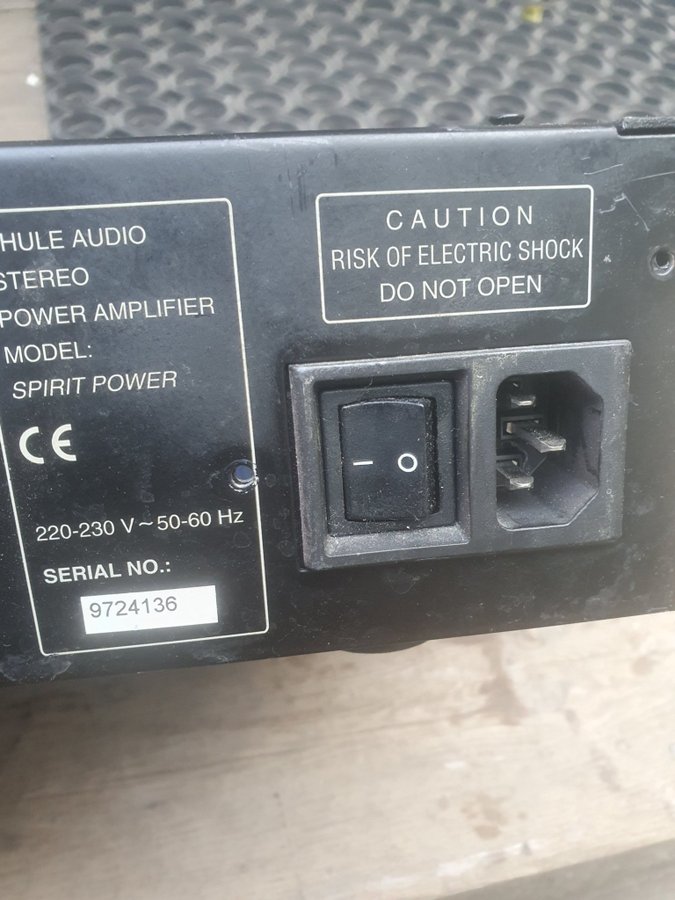 HULE AUDIO
STEREO
POWER AMPLIFIER
MODEL:
SPIRIT POWER
CE
220-230 V ~ 50-60 Hz
SERIAL NO.:
9724136
CAUTION
RISK OF ELECTRIC SHOCK
DO NOT OPEN
I O